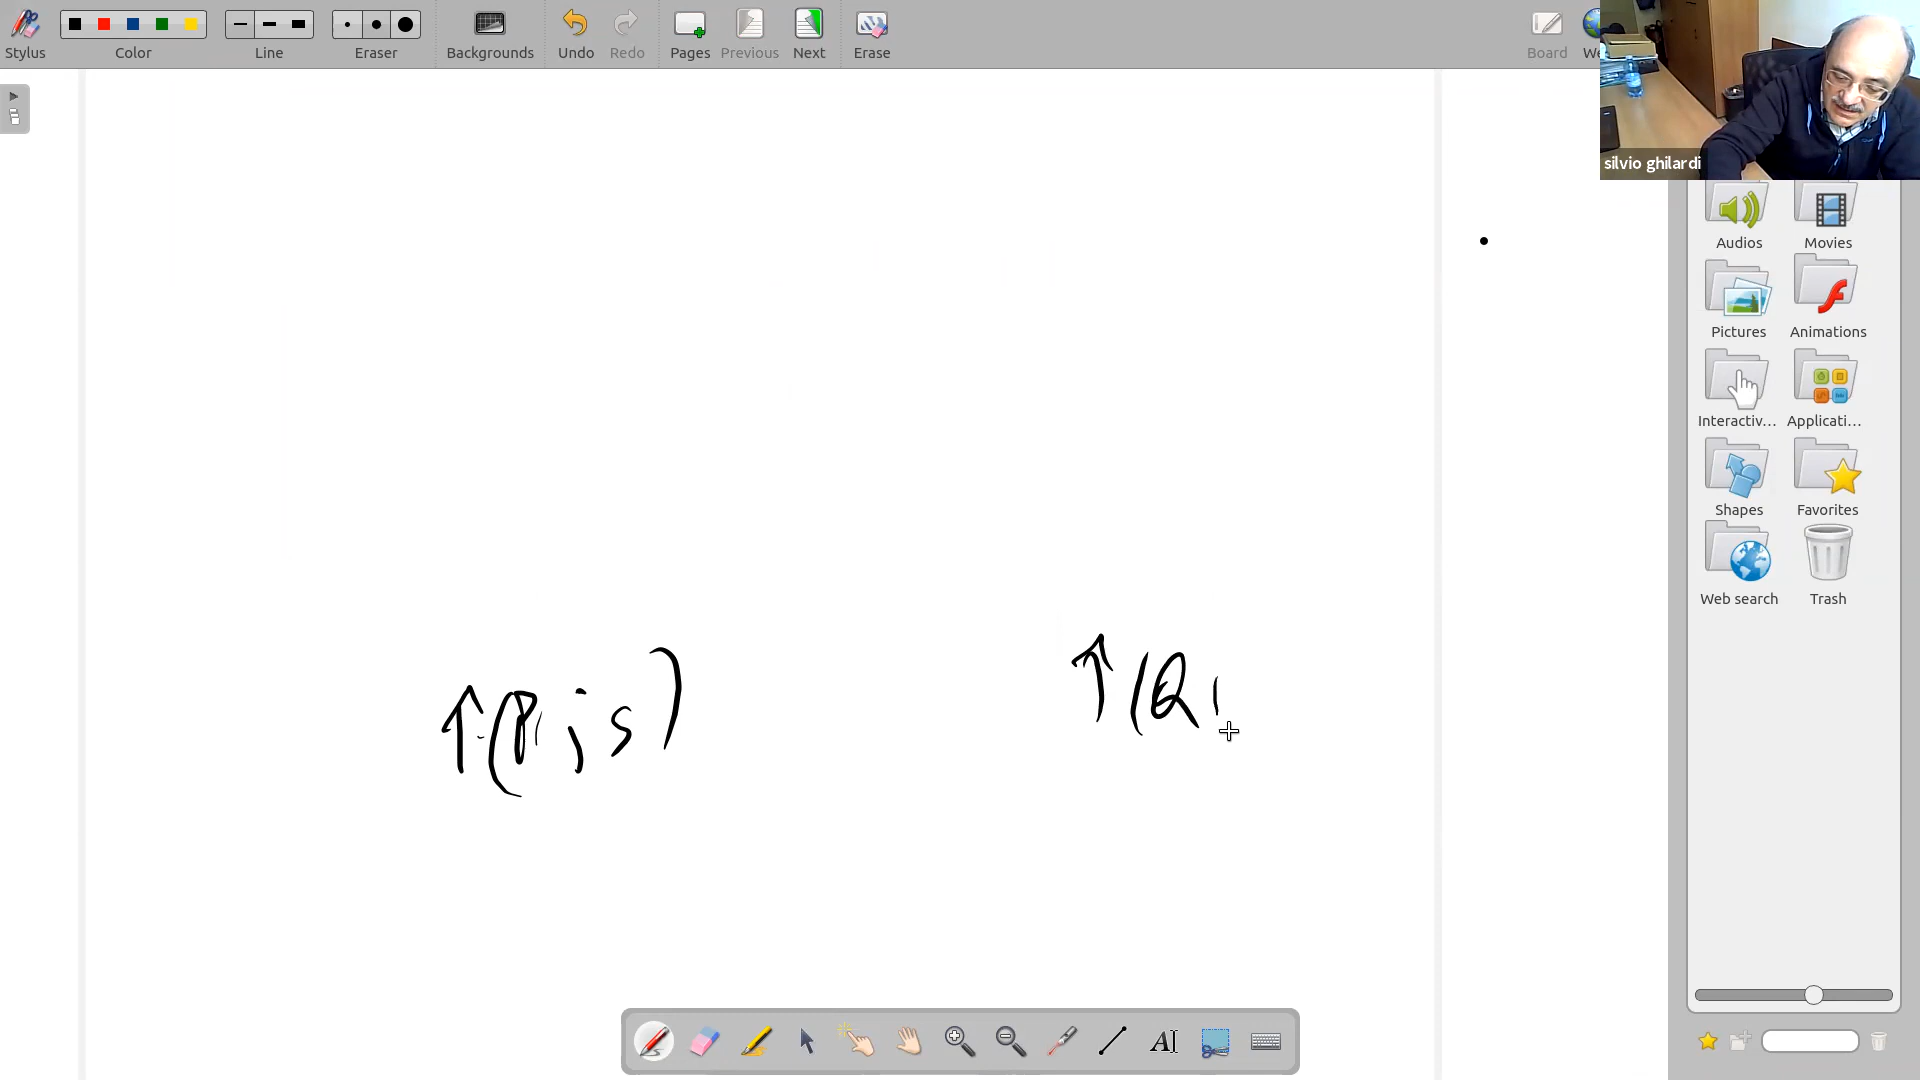 Stylus
Color
Line
Eraser
Backgrounds
Undo
Redo
Pages
Previous
Next
Erase
Board
We
silvio ghilardi
Audios
Movies
Pictures
Animations
Interactiv...
Applicati...
Shapes
Favorites
Web search
Trash
↑(P ; s)
↑(Q